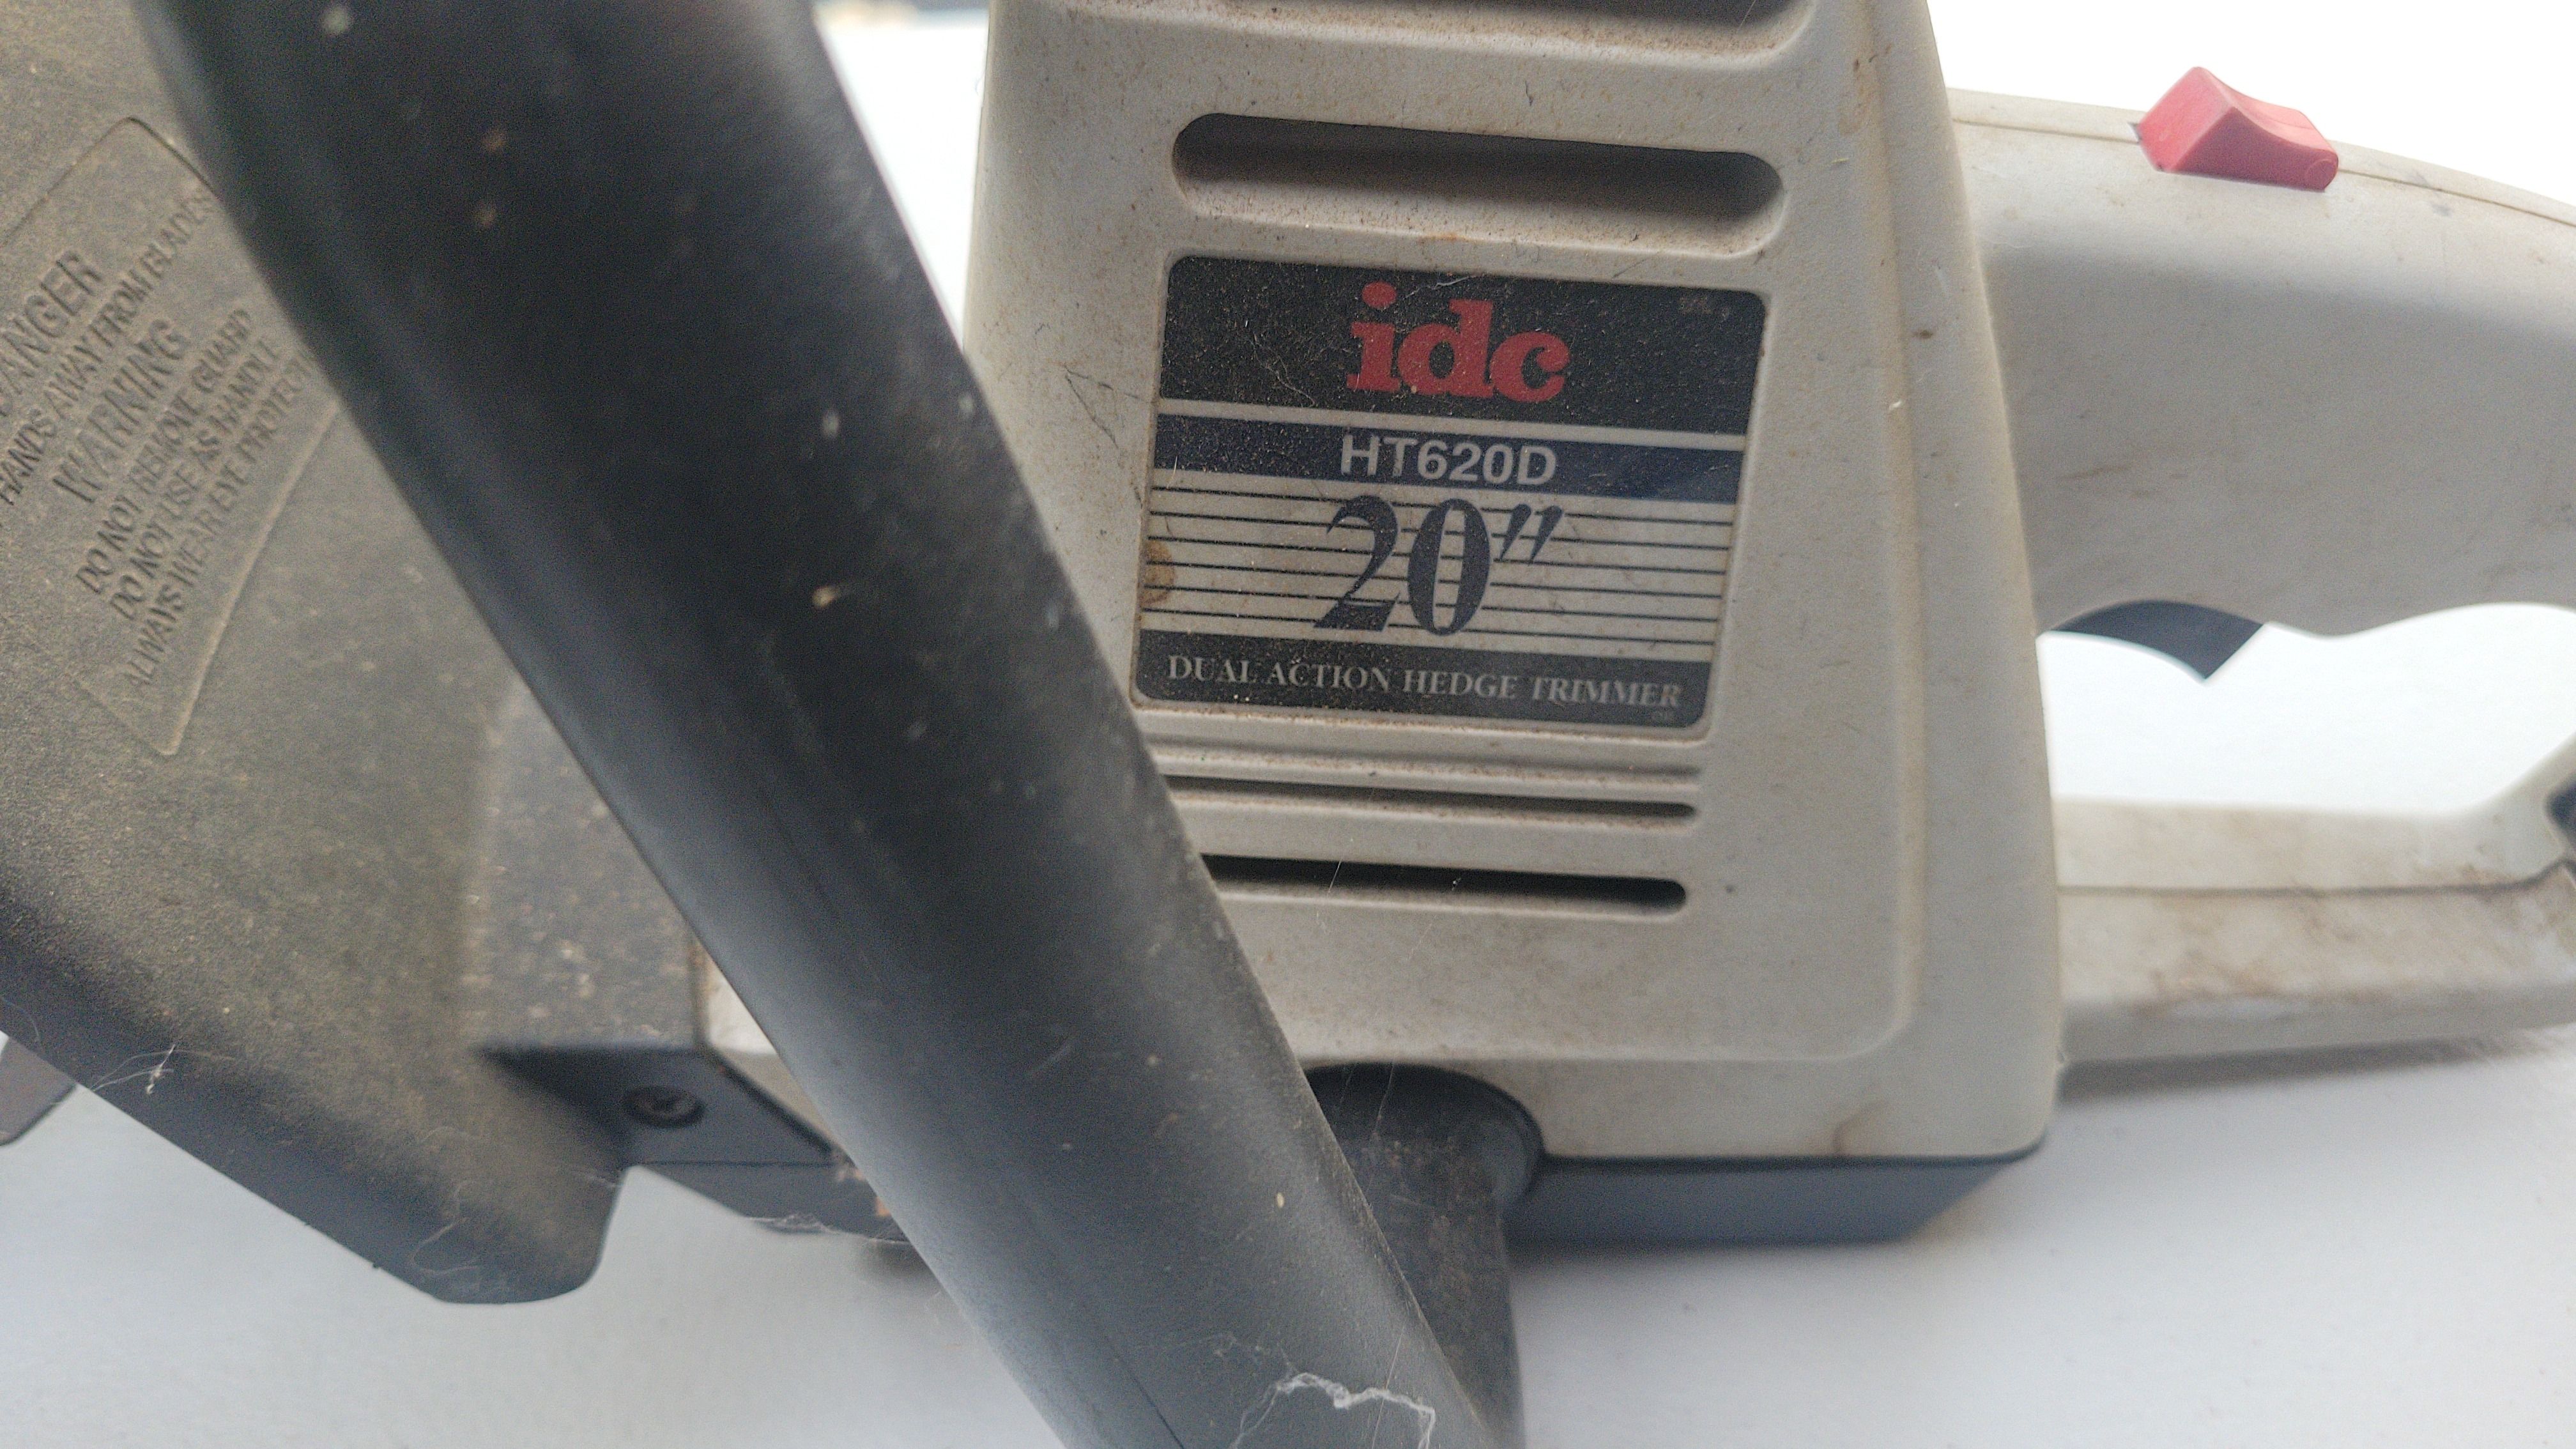 DANGER
HANDS AWAY FROM BLADES
WARNING
DO NOT REMOVE GUARD
DO NOT USE AS HANDLE
ALWAYS WEAR EYE
idc
HT620D
20"
DUAL ACTION HEDGE TRIMMER